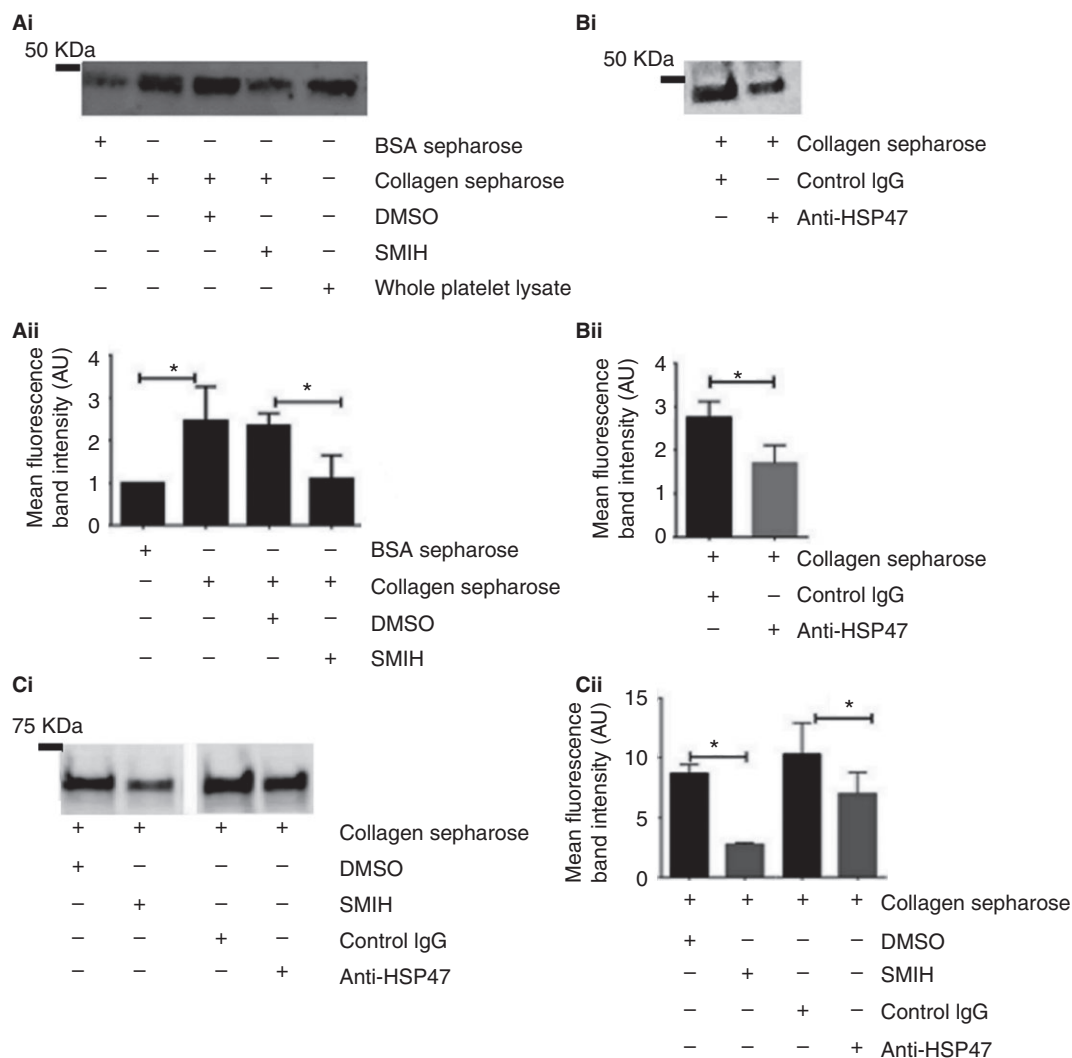 Ai
50 KDa
+ – – – – BSA sepharose
– + + + – Collagen sepharose
– – + – – DMSO
– – – + – SMIH
– – – – + Whole platelet lysate
Bi
50 KDa
+ + Collagen sepharose
+ – Control IgG
– + Anti-HSP47
Aii
Mean fluorescence
band intensity (AU)
4
3
2
1
0
* *
+ – – – BSA sepharose
– + + + Collagen sepharose
– – + – DMSO
– – – + SMIH
Bii
Mean fluorescence
band intensity (AU)
4
3
2
1
0
*
+ + Collagen sepharose
+ – Control IgG
– + Anti-HSP47
Ci
75 KDa
+ + + + Collagen sepharose
+ – – – DMSO
– + – – SMIH
– – + – Control IgG
– – – + Anti-HSP47
Cii
Mean fluorescence
band intensity (AU)
15
10
5
0
* *
+ + + + Collagen sepharose
+ – – – DMSO
– + – – SMIH
– – + – Control IgG
– – – + Anti-HSP47